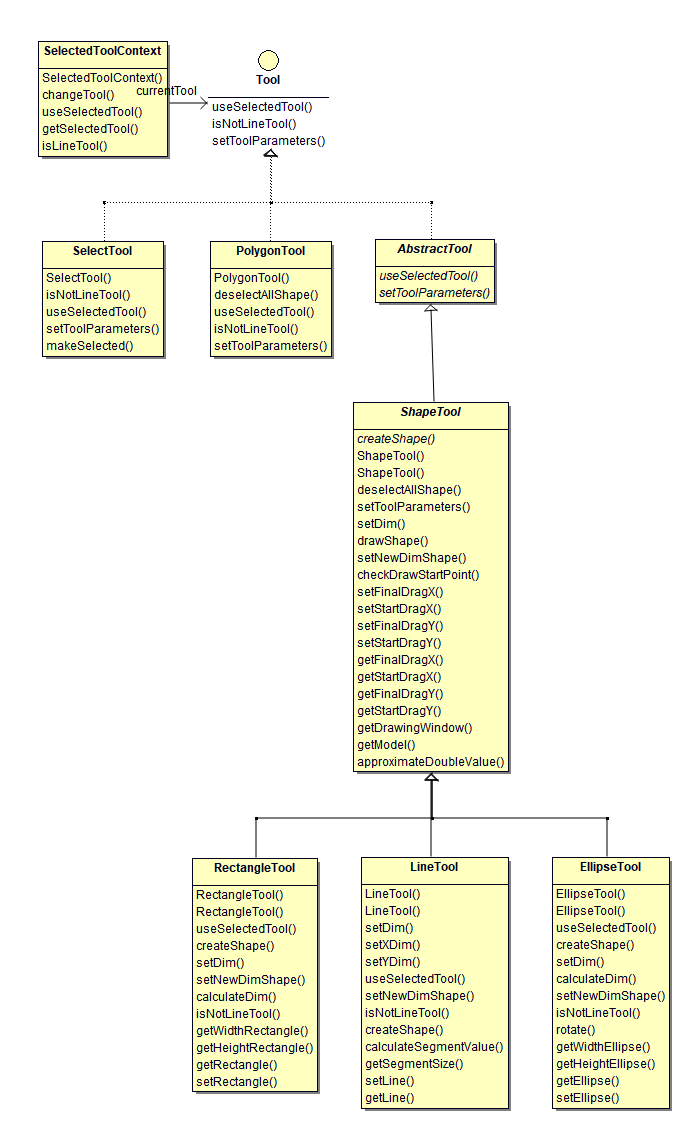 SelectedToolContext
SelectedToolContext()
changeTool()
useSelectedTool()
getSelectedTool()
isLineTool()
currentTool
Tool
useSelectedTool()
isNotLineTool()
setToolParameters()
SelectTool
SelectTool()
isNotLineTool()
useSelectedTool()
setToolParameters()
makeSelected()
PolygonTool
PolygonTool()
deselectAllShape()
useSelectedTool()
isNotLineTool()
setToolParameters()
AbstractTool
useSelectedTool()
setToolParameters()
ShapeTool
createShape()
ShapeTool()
ShapeTool()
deselectAllShape()
setToolParameters()
setDim()
drawShape()
setNewDimShape()
checkDrawStartPoint()
setFinalDragX()
setStartDragX()
setFinalDragY()
setStartDragY()
getFinalDragX()
getStartDragX()
getFinalDragY()
getStartDragY()
getDrawingWindow()
getModel()
approximateDoubleValue()
RectangleTool
RectangleTool()
RectangleTool()
useSelectedTool()
createShape()
setDim()
setNewDimShape()
calculateDim()
isNotLineTool()
getWidthRectangle()
getHeightRectangle()
getRectangle()
setRectangle()
LineTool
LineTool()
LineTool()
setDim()
setXDim()
setYDim()
useSelectedTool()
setNewDimShape()
isNotLineTool()
createShape()
calculateSegmentValue()
getSegmentSize()
setLine()
getLine()
EllipseTool
EllipseTool()
EllipseTool()
useSelectedTool()
createShape()
setDim()
calculateDim()
setNewDimShape()
isNotLineTool()
rotate()
getWidthEllipse()
getHeightEllipse()
getEllipse()
setEllipse()